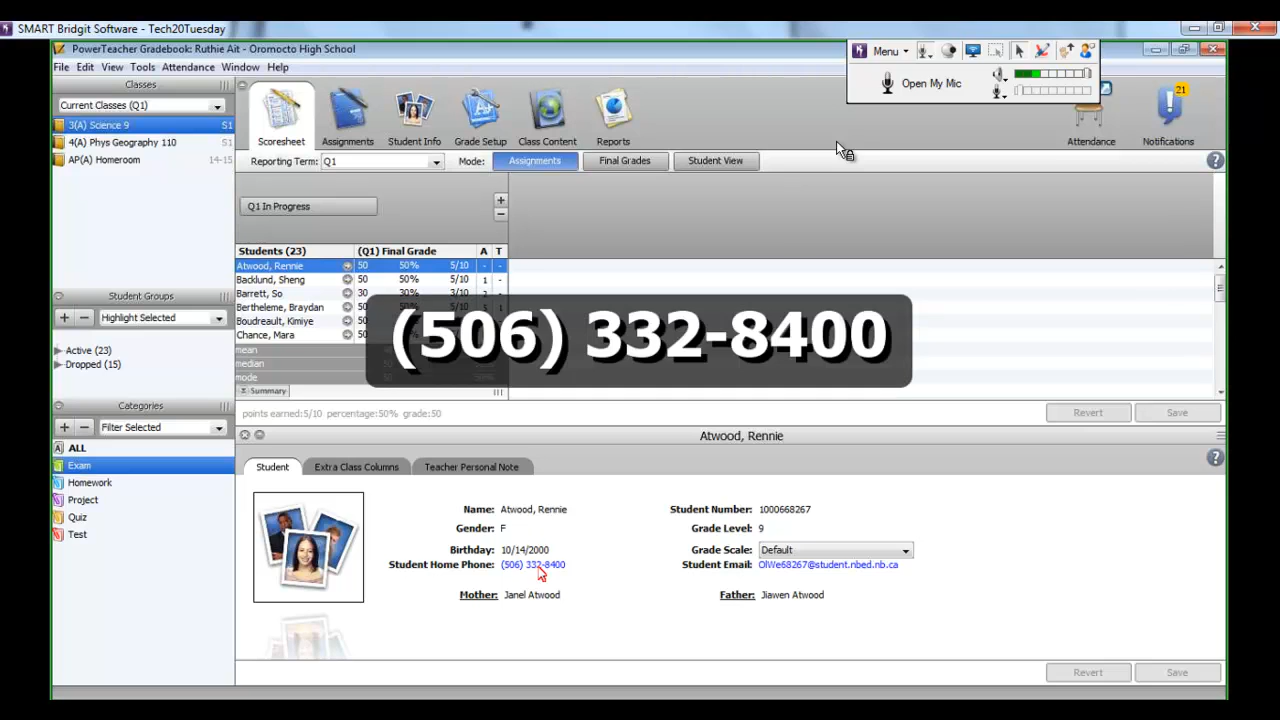 SMART Bridgit Software - Tech20Tuesday
PowerTeacher Gradebook: Ruthie Ait - Oromocto High School
File Edit View Tools Attendance Window Help
Menu
Open My Mic
Classes
Current Classes (Q1)
3(A) Science 9 S1
4(A) Phys Geography 110 S1
AP(A) Homeroom 14-15
Scoresheet Assignments Student Info Grade Setup Class Content Reports
21
Attendance Notifications
Reporting Term: Q1 Mode: Assignments Final Grades Student View
Q1 In Progress
Students (23) (Q1) Final Grade A T
Atwood, Rennie 50 50% 5/10 - -
Backlund, Sheng 50 50% 5/10 1 -
Barrett, So 30 30% 3/10 2 -
Bertheleme, Braydan
Boudreault, Kimiye
Chance, Mara
mean
median
mode
Summary
(506) 332-8400
points earned:5/10 percentage:50% grade:50
Revert Save
Student Groups
Highlight Selected
Active (23)
Dropped (15)
Categories
Filter Selected
ALL
Exam
Homework
Project
Quiz
Test
Atwood, Rennie
Student Extra Class Columns Teacher Personal Note
Name: Atwood, Rennie Student Number: 1000668267
Gender: F Grade Level: 9
Birthday: 10/14/2000 Grade Scale: Default
Student Home Phone: (506) 332-8400 Student Email: OlWe68267@student.nbed.nb.ca
Mother: Janel Atwood Father: Jiawen Atwood
Revert Save